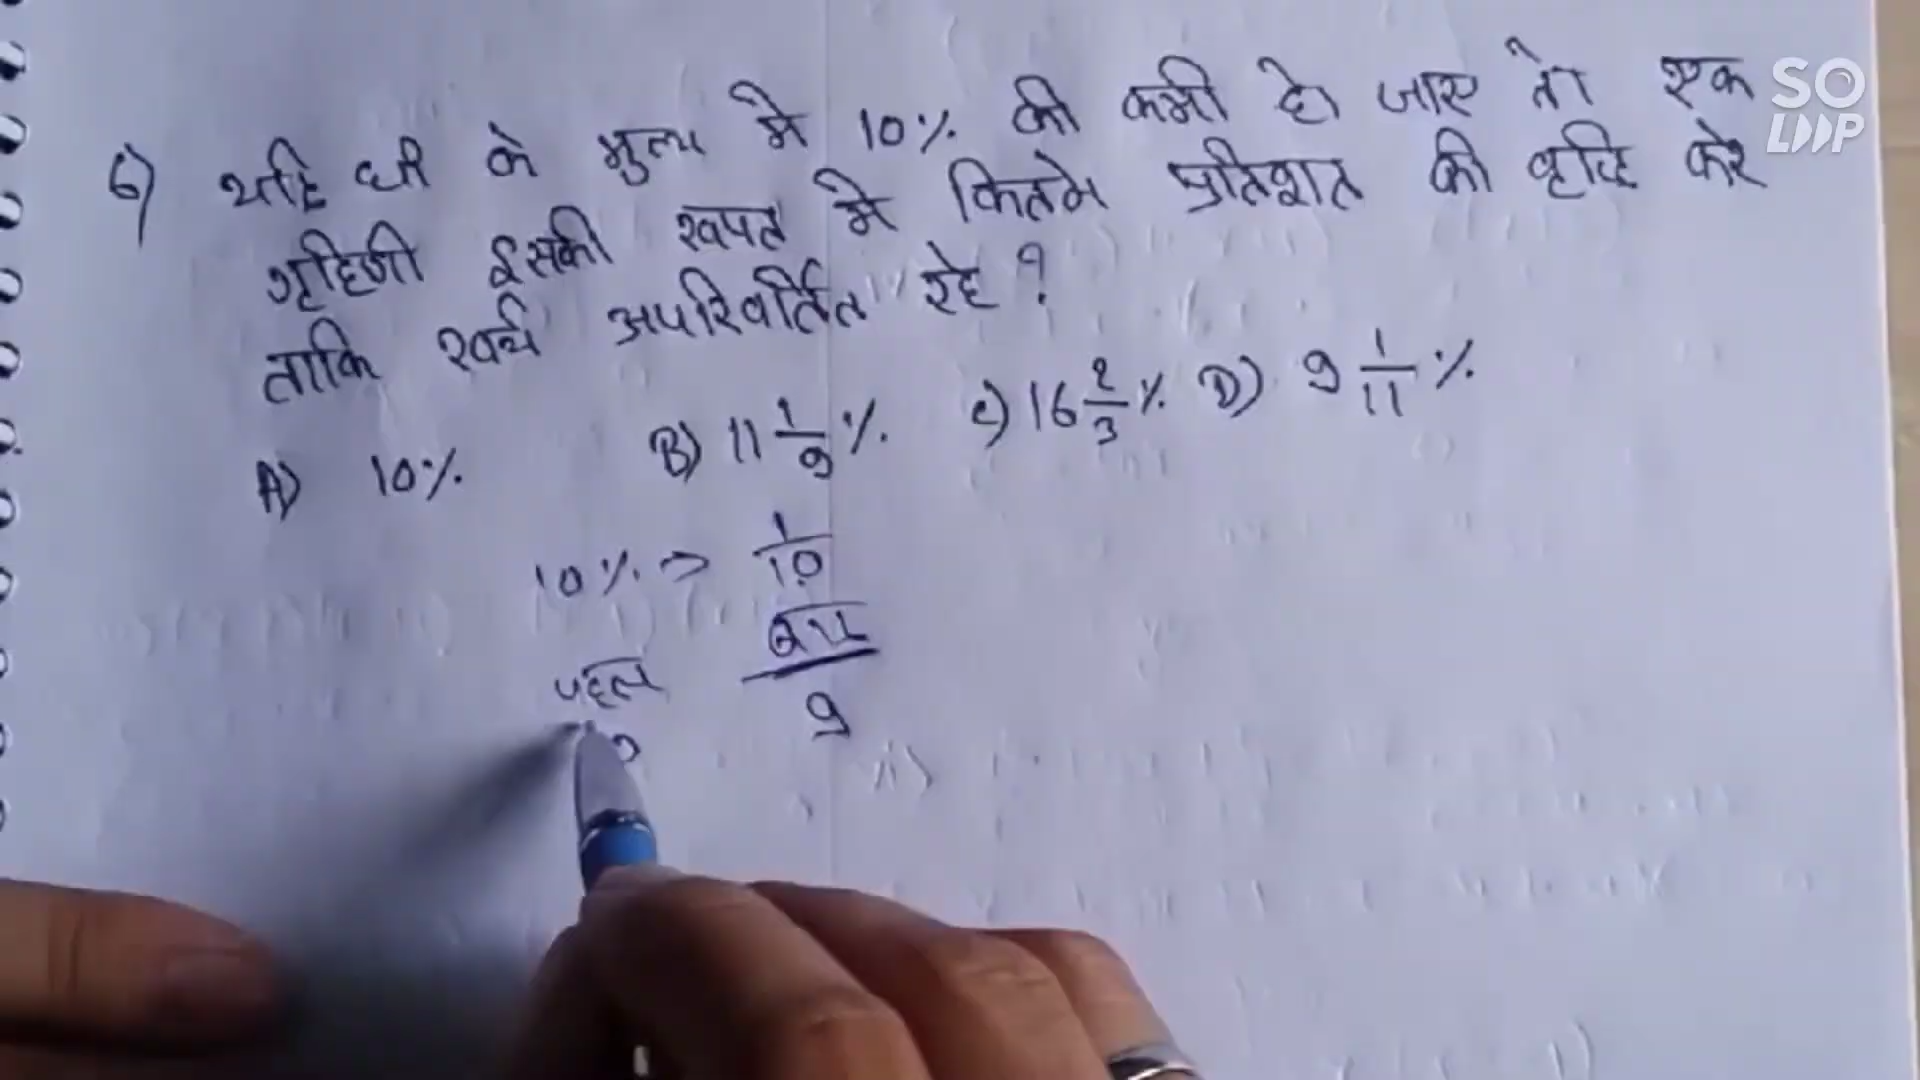 SO
LOOP
6) यदि घी के मुल्य मे 10% की कमी हो जाए तो एक
गृहिणी इसकी खपत मे कितने प्रतिशत की वृद्धि करे
ताकि खर्च अपरिवर्तित रहे ?
A) 10% B) 11 1/9 % C) 16 2/3 % D) 9 1/11 %
10% → 1/10
बाद
पहले
9